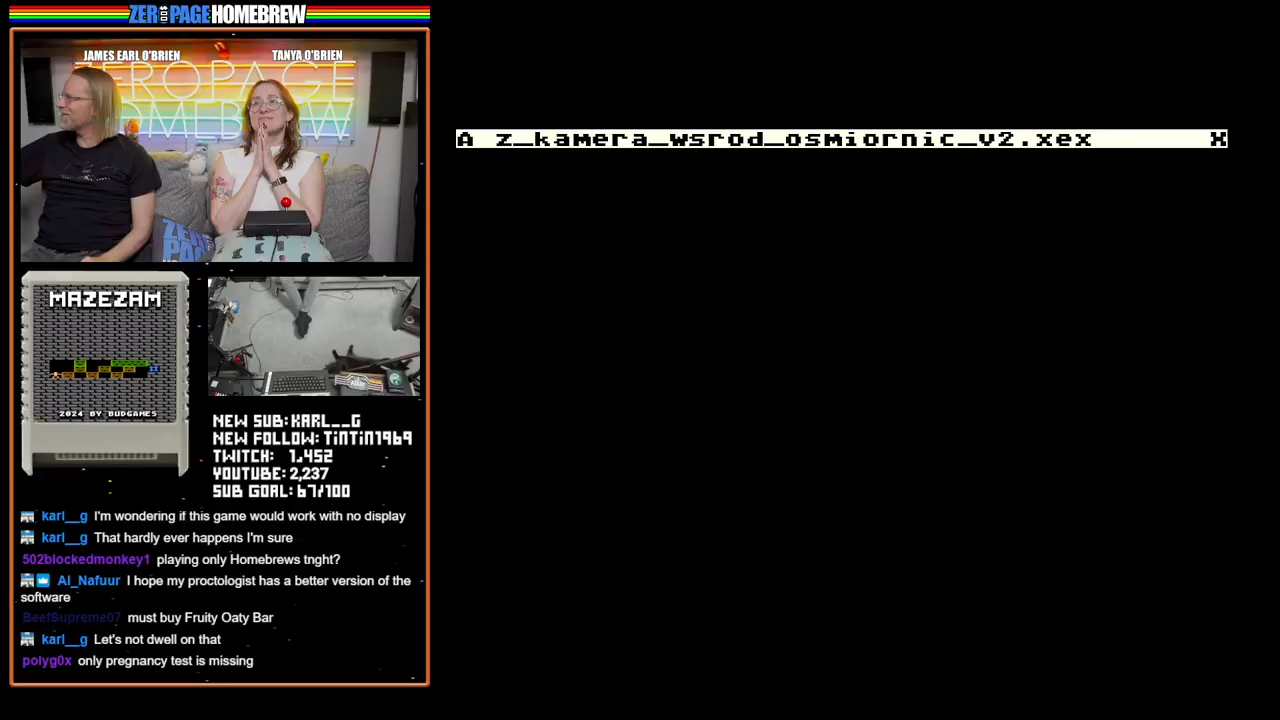 ZEROPAGE HOMEBREW
JAMES EARL O'BRIEN
TANYA O'BRIEN
ZEROPAGE
HOMEBREW
A z_kamera_wsrod_osmiornic_v2.xex X
MAZEZAM
2024 BY BUDGAMES
NEW SUB: KARL__G
NEW FOLLOW: TINTIN1969
TWITCH: 1,452
YOUTUBE: 2,237
SUB GOAL: 67/100
karl__g I'm wondering if this game would work with no display
karl__g That hardly ever happens I'm sure
502blockedmonkey1 playing only Homebrews tnght?
Al_Nafuur I hope my proctologist has a better version of the
software
BeefSupreme07 must buy Fruity Oaty Bar
karl__g Let's not dwell on that
polyg0x only pregnancy test is missing